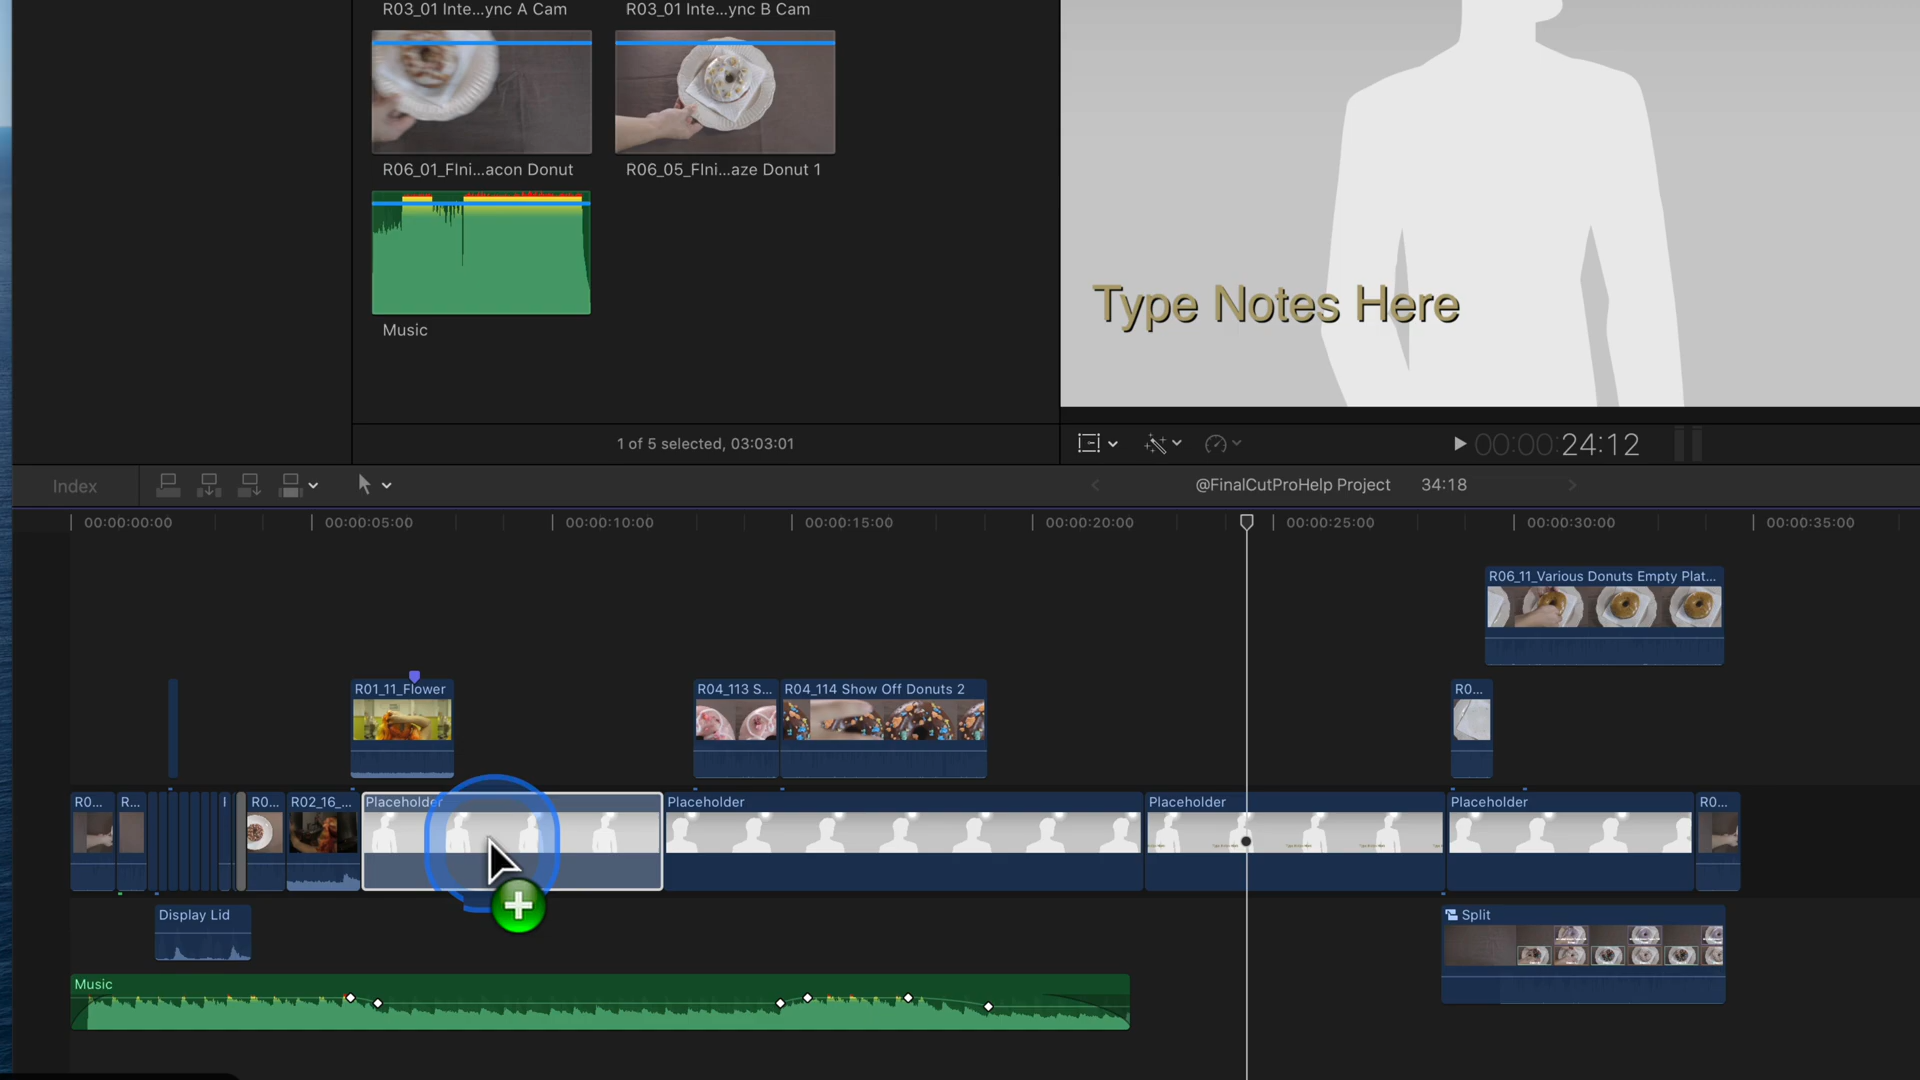 R03_01 Inte...ync A Cam
R03_01 Inte...ync B Cam
R06_01_FIni...acon Donut
R06_05_FIni...aze Donut 1
Music
Type Notes Here
1 of 5 selected, 03:03:01
00:00:24:12
Index
@FinalCutProHelp Project
34:18
00:00:00:00
00:00:05:00
00:00:10:00
00:00:15:00
00:00:20:00
00:00:25:00
00:00:30:00
00:00:35:00
R06_11_Various Donuts Empty Plat...
R01_11_Flower
R04_113 S...
R04_114 Show Off Donuts 2
R0...
R0...
R...
R0...
R02_16_...
Placeholder
Placeholder
Placeholder
Placeholder
R0...
Display Lid
Split
Music